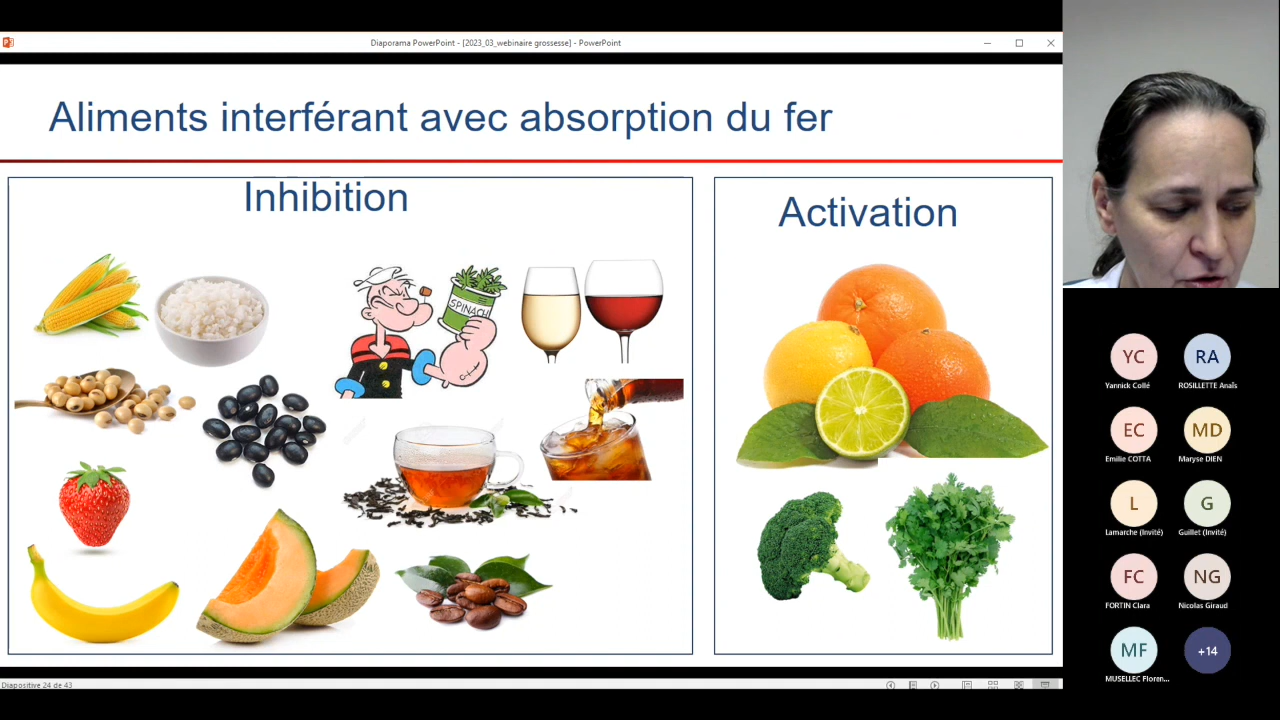 Diaporama PowerPoint - [2023_03_webinaire grossesse] - PowerPoint
Aliments interférant avec absorption du fer
Inhibition
Activation
SPINACH
YC
Yannick Collé
RA
ROSILLETTE Anaïs
EC
Emilie COTTA
MD
Maryse DIEN
L
Lamarche (Invité)
G
Guillet (Invité)
FC
FORTIN Clara
NG
Nicolas Giraud
MF
MUSELLEC Floren...
+14
Diapositive 24 de 43